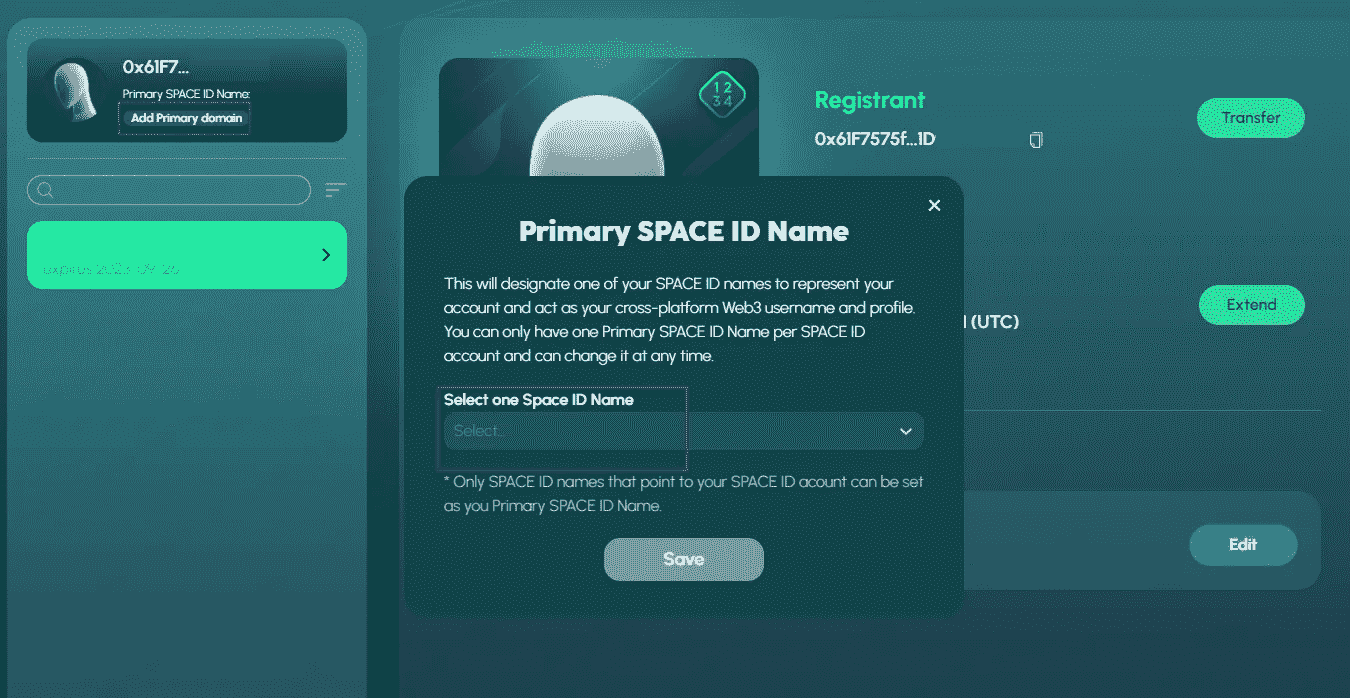 0x61F7...
Primary SPACE ID Name:
Add Primary domain
expirus 2023-09-26
1 2
3 4
Registrant
0x61F7575f...1D
Transfer
Primary SPACE ID Name
This will designate one of your SPACE ID names to represent your
account and act as your cross-platform Web3 username and profile.
You can only have one Primary SPACE ID Name per SPACE ID
account and can change it at any time.
Select one Space ID Name
Select...
* Only SPACE ID names that point to your SPACE ID acount can be set
as you Primary SPACE ID Name.
Save
(UTC)
Extend
Edit